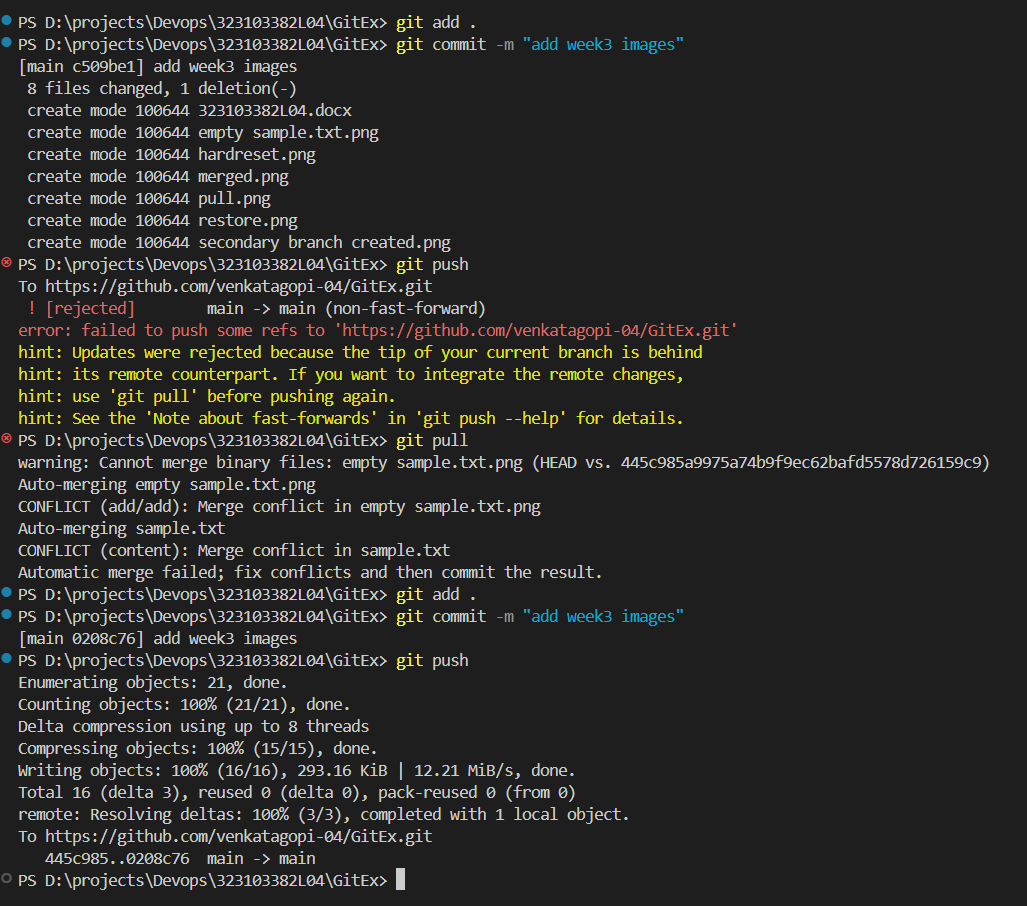 PS D:\projects\Devops\323103382L04\GitEx> git add .
PS D:\projects\Devops\323103382L04\GitEx> git commit -m "add week3 images"
[main c509be1] add week3 images
 8 files changed, 1 deletion(-)
 create mode 100644 323103382L04.docx
 create mode 100644 empty sample.txt.png
 create mode 100644 hardreset.png
 create mode 100644 merged.png
 create mode 100644 pull.png
 create mode 100644 restore.png
 create mode 100644 secondary branch created.png
PS D:\projects\Devops\323103382L04\GitEx> git push
To https://github.com/venkatagopi-04/GitEx.git
 ! [rejected]        main -> main (non-fast-forward)
error: failed to push some refs to 'https://github.com/venkatagopi-04/GitEx.git'
hint: Updates were rejected because the tip of your current branch is behind
hint: its remote counterpart. If you want to integrate the remote changes,
hint: use 'git pull' before pushing again.
hint: See the 'Note about fast-forwards' in 'git push --help' for details.
PS D:\projects\Devops\323103382L04\GitEx> git pull
warning: Cannot merge binary files: empty sample.txt.png (HEAD vs. 445c985a9975a74b9f9ec62bafd5578d726159c9)
Auto-merging empty sample.txt.png
CONFLICT (add/add): Merge conflict in empty sample.txt.png
Auto-merging sample.txt
CONFLICT (content): Merge conflict in sample.txt
Automatic merge failed; fix conflicts and then commit the result.
PS D:\projects\Devops\323103382L04\GitEx> git add .
PS D:\projects\Devops\323103382L04\GitEx> git commit -m "add week3 images"
[main 0208c76] add week3 images
PS D:\projects\Devops\323103382L04\GitEx> git push
Enumerating objects: 21, done.
Counting objects: 100% (21/21), done.
Delta compression using up to 8 threads
Compressing objects: 100% (15/15), done.
Writing objects: 100% (16/16), 293.16 KiB | 12.21 MiB/s, done.
Total 16 (delta 3), reused 0 (delta 0), pack-reused 0 (from 0)
remote: Resolving deltas: 100% (3/3), completed with 1 local object.
To https://github.com/venkatagopi-04/GitEx.git
   445c985..0208c76  main -> main
PS D:\projects\Devops\323103382L04\GitEx>